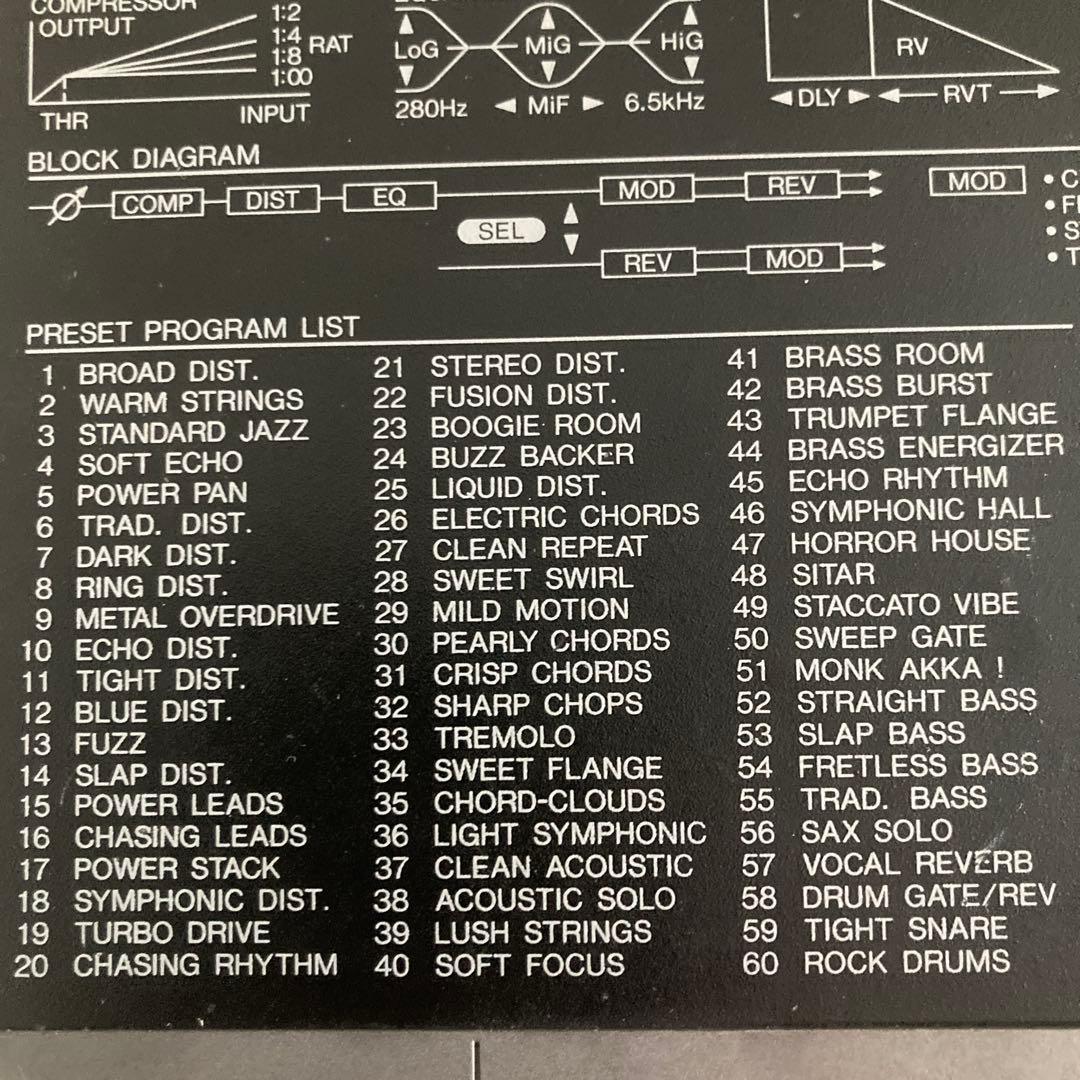 COMPRESSOR
OUTPUT
1:2
1:4
1:8
1:00
RAT
THR
INPUT
LoG
MiG
HiG
280Hz
MiF
6.5kHz
RV
DLY
RVT
BLOCK DIAGRAM
COMP DIST EQ MOD REV
SEL
REV MOD
MOD
PRESET PROGRAM LIST
1 BROAD DIST.
2 WARM STRINGS
3 STANDARD JAZZ
4 SOFT ECHO
5 POWER PAN
6 TRAD. DIST.
7 DARK DIST.
8 RING DIST.
9 METAL OVERDRIVE
10 ECHO DIST.
11 TIGHT DIST.
12 BLUE DIST.
13 FUZZ
14 SLAP DIST.
15 POWER LEADS
16 CHASING LEADS
17 POWER STACK
18 SYMPHONIC DIST.
19 TURBO DRIVE
20 CHASING RHYTHM
21 STEREO DIST.
22 FUSION DIST.
23 BOOGIE ROOM
24 BUZZ BACKER
25 LIQUID DIST.
26 ELECTRIC CHORDS
27 CLEAN REPEAT
28 SWEET SWIRL
29 MILD MOTION
30 PEARLY CHORDS
31 CRISP CHORDS
32 SHARP CHOPS
33 TREMOLO
34 SWEET FLANGE
35 CHORD-CLOUDS
36 LIGHT SYMPHONIC
37 CLEAN ACOUSTIC
38 ACOUSTIC SOLO
39 LUSH STRINGS
40 SOFT FOCUS
41 BRASS ROOM
42 BRASS BURST
43 TRUMPET FLANGE
44 BRASS ENERGIZER
45 ECHO RHYTHM
46 SYMPHONIC HALL
47 HORROR HOUSE
48 SITAR
49 STACCATO VIBE
50 SWEEP GATE
51 MONK AKKA !
52 STRAIGHT BASS
53 SLAP BASS
54 FRETLESS BASS
55 TRAD. BASS
56 SAX SOLO
57 VOCAL REVERB
58 DRUM GATE/REV
59 TIGHT SNARE
60 ROCK DRUMS